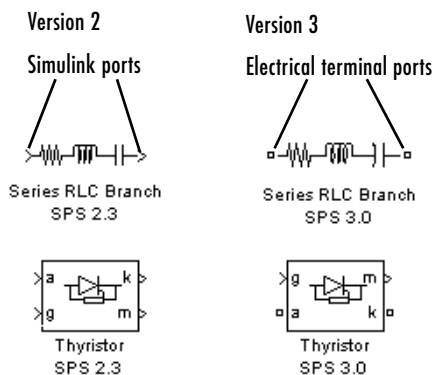 Version 2
Version 3
Simulink ports
Electrical terminal ports
Series RLC Branch
SPS 2.3
Series RLC Branch
SPS 3.0
a k
g m
Thyristor
SPS 2.3
g m
a k
Thyristor
SPS 3.0